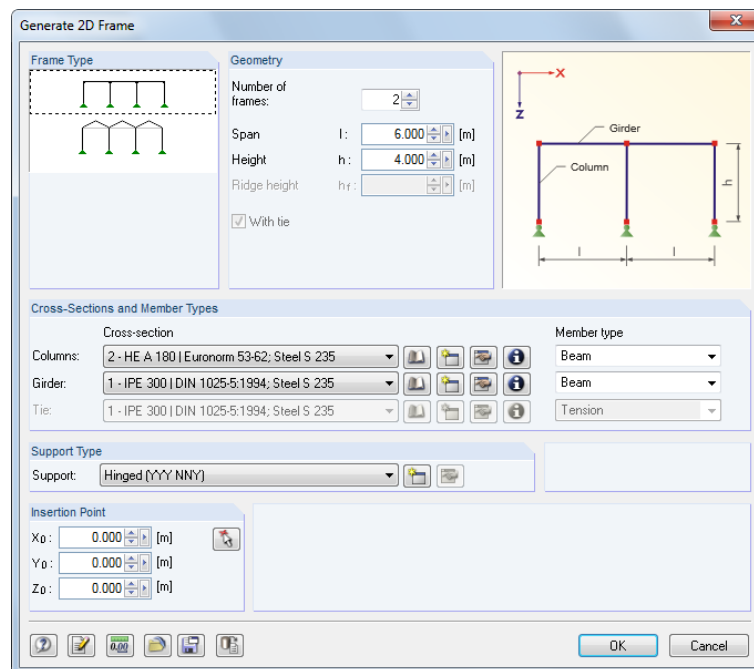 Generate 2D Frame
Frame Type
Geometry
Number of
frames:
2
Span l: 6.000 [m]
Height h: 4.000 [m]
Ridge height hf: [m]
With tie
X
Z
Girder
Column
h
l l
Cross-Sections and Member Types
Cross-section Member type
Columns: 2 - HE A 180 | Euronorm 53-62; Steel S 235 Beam
Girder: 1 - IPE 300 | DIN 1025-5:1994; Steel S 235 Beam
Tie: 1 - IPE 300 | DIN 1025-5:1994; Steel S 235 Tension
Support Type
Support: Hinged (YYY NNY)
Insertion Point
X0: 0.000 [m]
Y0: 0.000 [m]
Z0: 0.000 [m]
0.00
OK Cancel